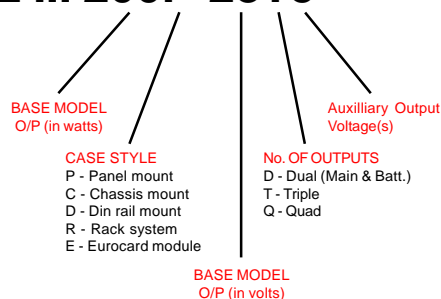 BASE MODEL
O/P (in watts)
Auxilliary Output
Voltage(s)
CASE STYLE
P - Panel mount
C - Chassis mount
D - Din rail mount
R - Rack system
E - Eurocard module
No. OF OUTPUTS
D - Dual (Main & Batt.)
T - Triple
Q - Quad
BASE MODEL
O/P (in volts)